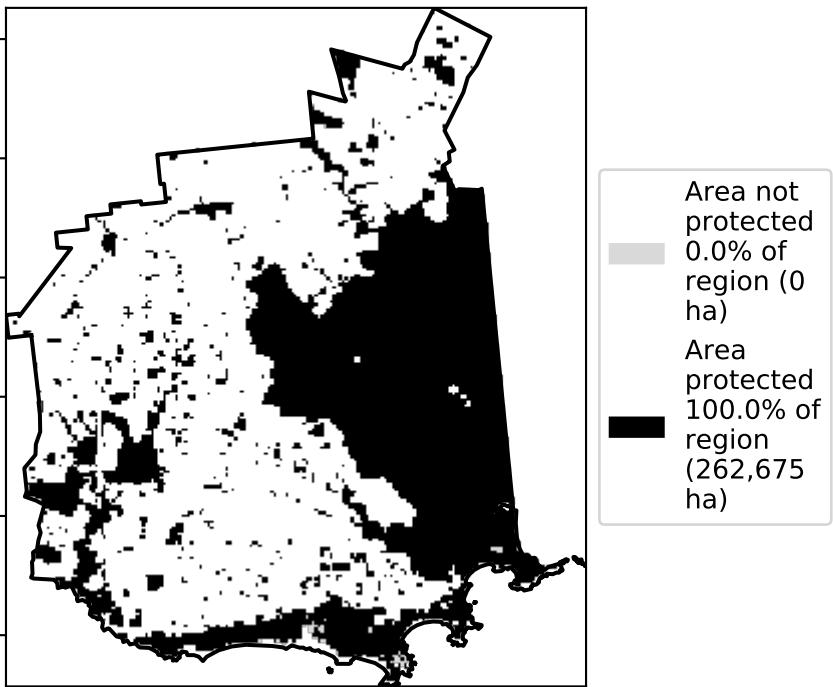 Area not
protected
0.0% of
region (0
ha)
Area
protected
100.0% of
region
(262,675
ha)